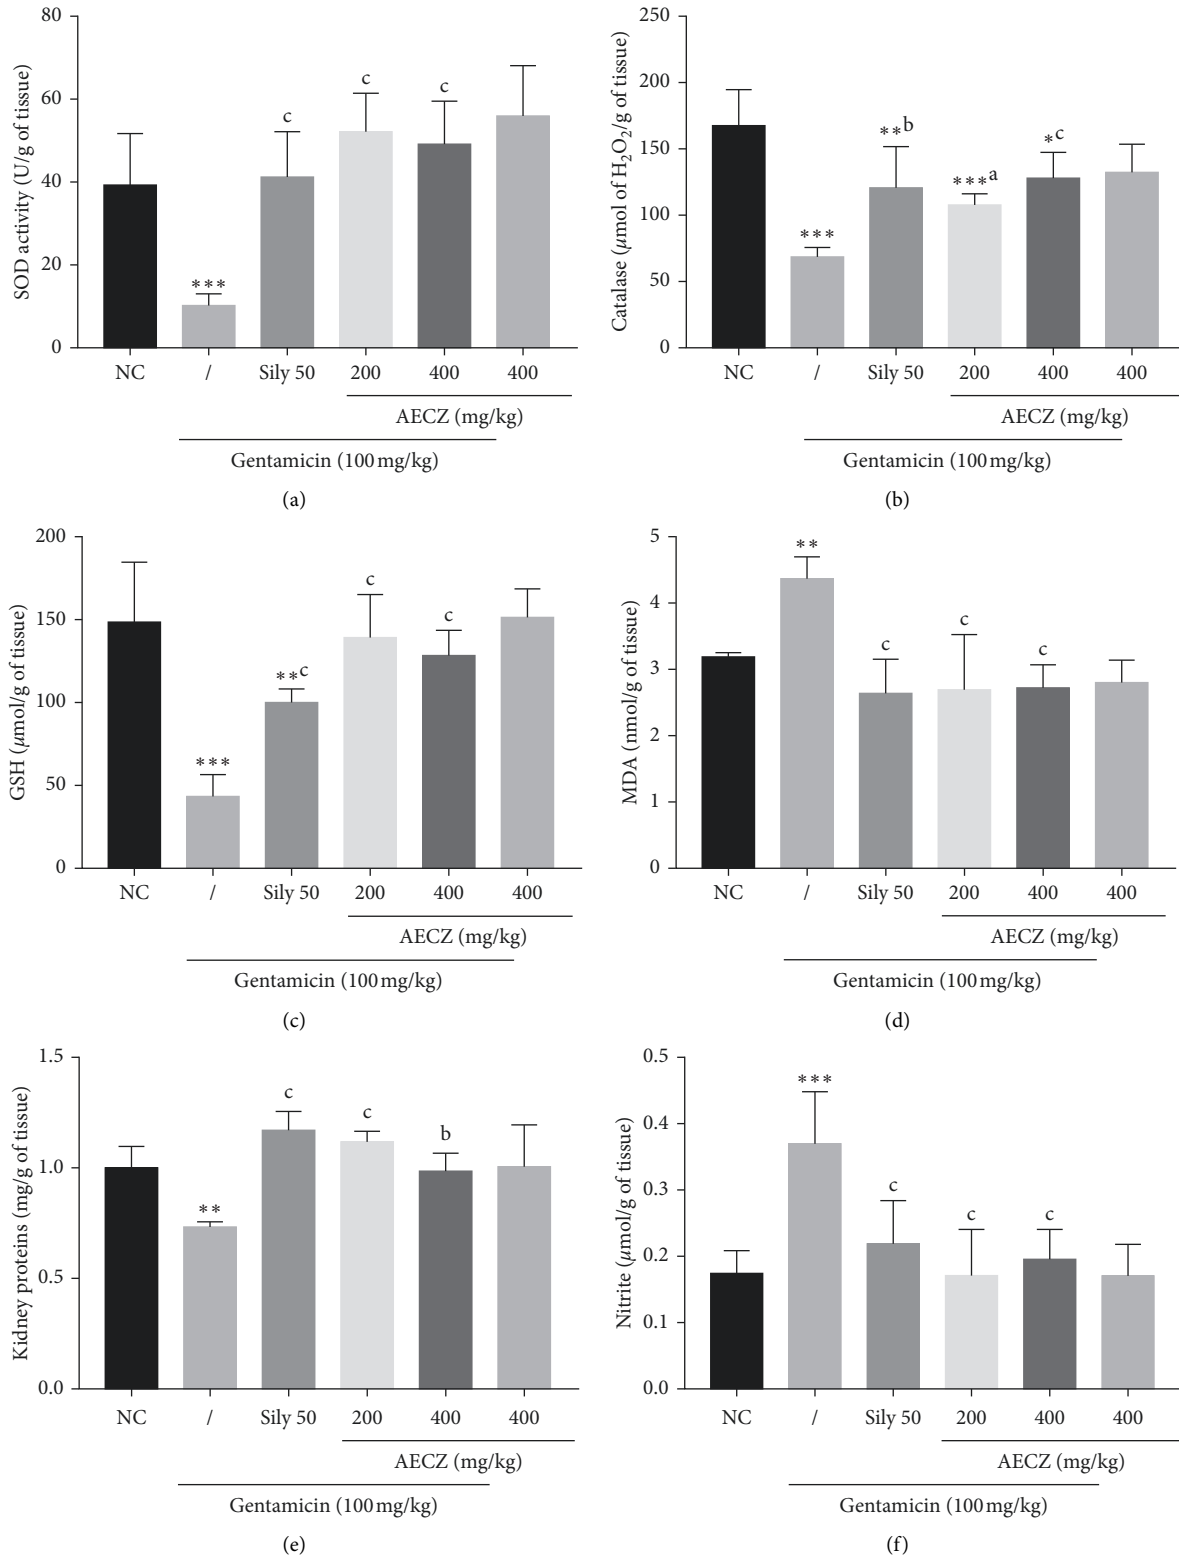 SOD activity (U/g of tissue)
80
60
40
20
0
***
c
c
c
NC
/
Sily 50
200
400
400
AECZ (mg/kg)
Gentamicin (100 mg/kg)
(a)
Catalase (μmol of H₂O₂/g of tissue)
250
200
150
100
50
0
***
**b
***a
*c
NC
/
Sily 50
200
400
400
AECZ (mg/kg)
Gentamicin (100 mg/kg)
(b)
GSH (μmol/g of tissue)
200
150
100
50
0
***
**c
c
c
NC
/
Sily 50
200
400
400
AECZ (mg/kg)
Gentamicin (100 mg/kg)
(c)
MDA (nmol/g of tissue)
5
4
3
2
1
0
**
c
c
c
NC
/
Sily 50
200
400
400
AECZ (mg/kg)
Gentamicin (100 mg/kg)
(d)
Kidney proteins (mg/g of tissue)
1.5
1.0
0.5
0.0
**
c
c
b
NC
/
Sily 50
200
400
400
AECZ (mg/kg)
Gentamicin (100 mg/kg)
(e)
Nitrite (μmol/g of tissue)
0.5
0.4
0.3
0.2
0.1
0.0
***
c
c
c
NC
/
Sily 50
200
400
400
AECZ (mg/kg)
Gentamicin (100 mg/kg)
(f)